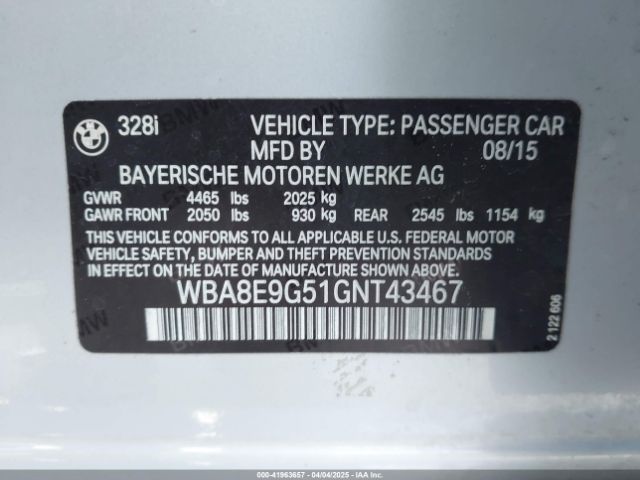 328i VEHICLE TYPE: PASSENGER CAR
MFD BY 08/15
BAYERISCHE MOTOREN WERKE AG
GVWR 4465 lbs 2025 kg
GAWR FRONT 2050 lbs 930 kg REAR 2545 lbs 1154 kg
THIS VEHICLE CONFORMS TO ALL APPLICABLE U.S. FEDERAL MOTOR
VEHICLE SAFETY, BUMPER AND THEFT PREVENTION STANDARDS
IN EFFECT ON THE DATE OF MANUFACTURE SHOWN ABOVE.
WBA8E9G51GNT43467
2 122 606
000-41963657 - 04/04/2025 - IAAI.COM